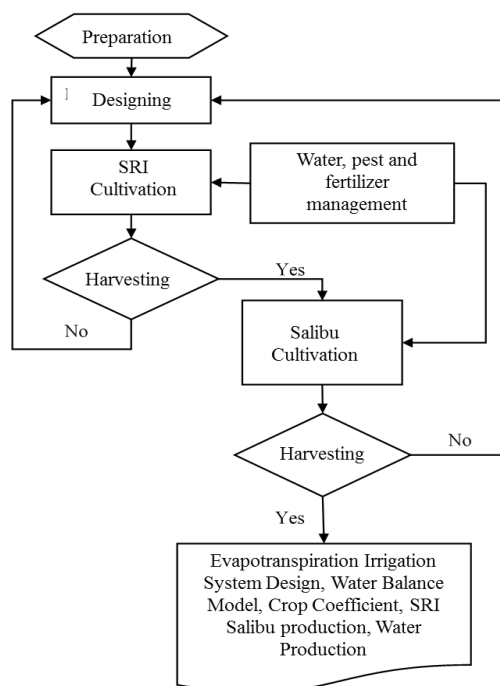 Preparation
Designing
SRI
Cultivation
Water, pest and
fertilizer
management
Harvesting
Yes
No
Salibu
Cultivation
Harvesting
No
Yes
Evapotranspiration Irrigation
System Design, Water Balance
Model, Crop Coefficient, SRI
Salibu production, Water
Production